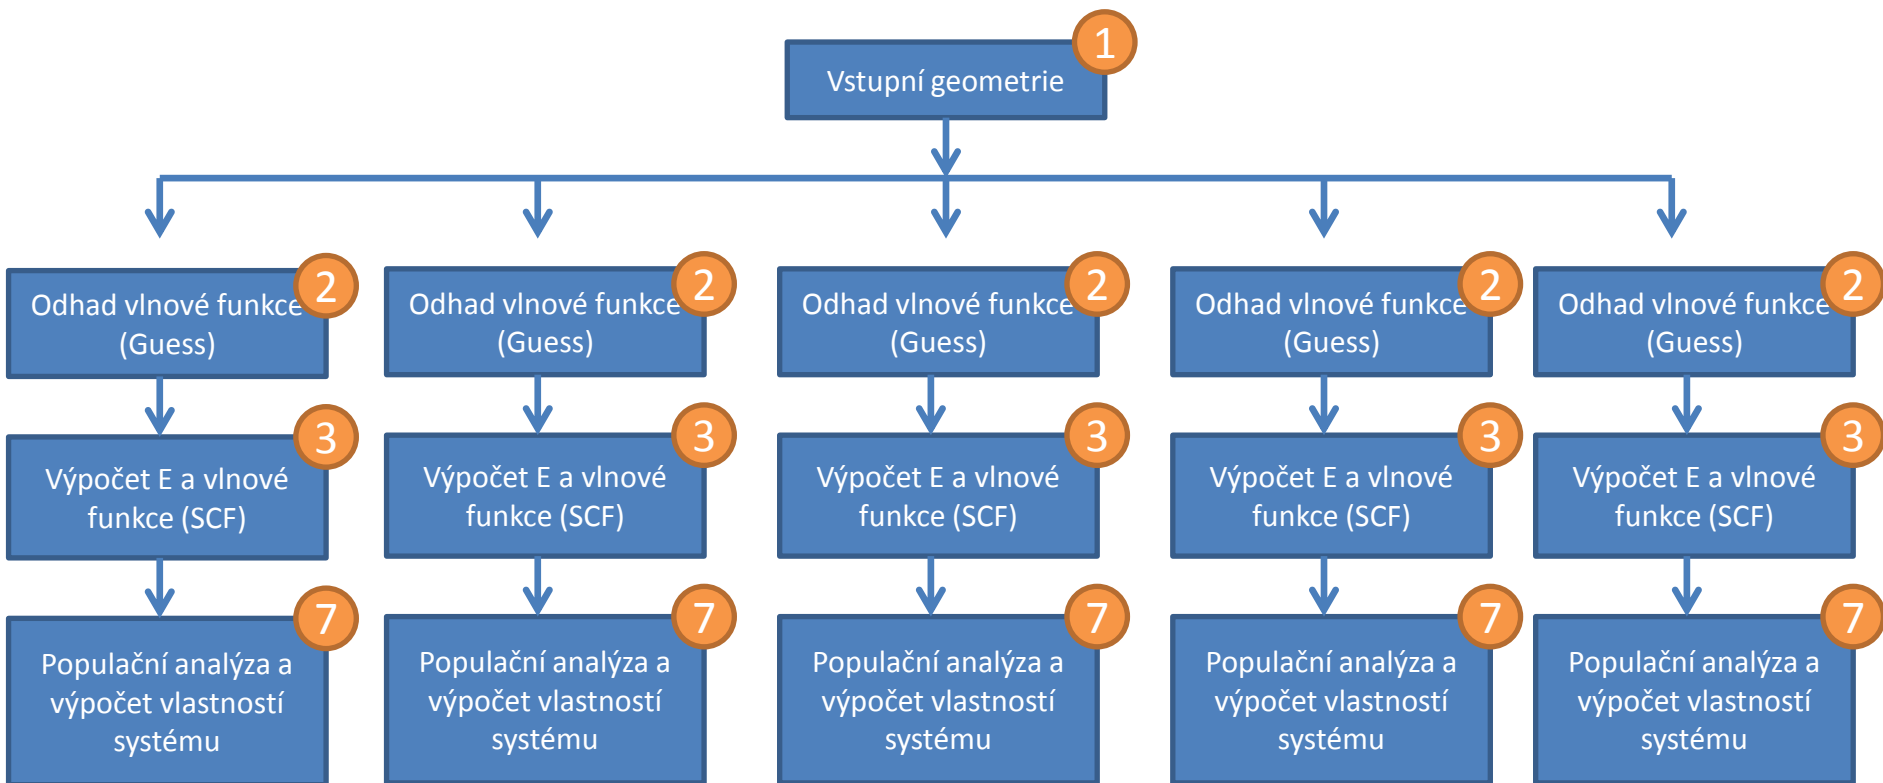 1
Vstupní geometrie
2
Odhad vlnové funkce
(Guess)
2
Odhad vlnové funkce
(Guess)
2
Odhad vlnové funkce
(Guess)
2
Odhad vlnové funkce
(Guess)
2
Odhad vlnové funkce
(Guess)
3
Výpočet E a vlnové
funkce (SCF)
3
Výpočet E a vlnové
funkce (SCF)
3
Výpočet E a vlnové
funkce (SCF)
3
Výpočet E a vlnové
funkce (SCF)
3
Výpočet E a vlnové
funkce (SCF)
7
Populační analýza a
výpočet vlastností
systému
7
Populační analýza a
výpočet vlastností
systému
7
Populační analýza a
výpočet vlastností
systému
7
Populační analýza a
výpočet vlastností
systému
7
Populační analýza a
výpočet vlastností
systému